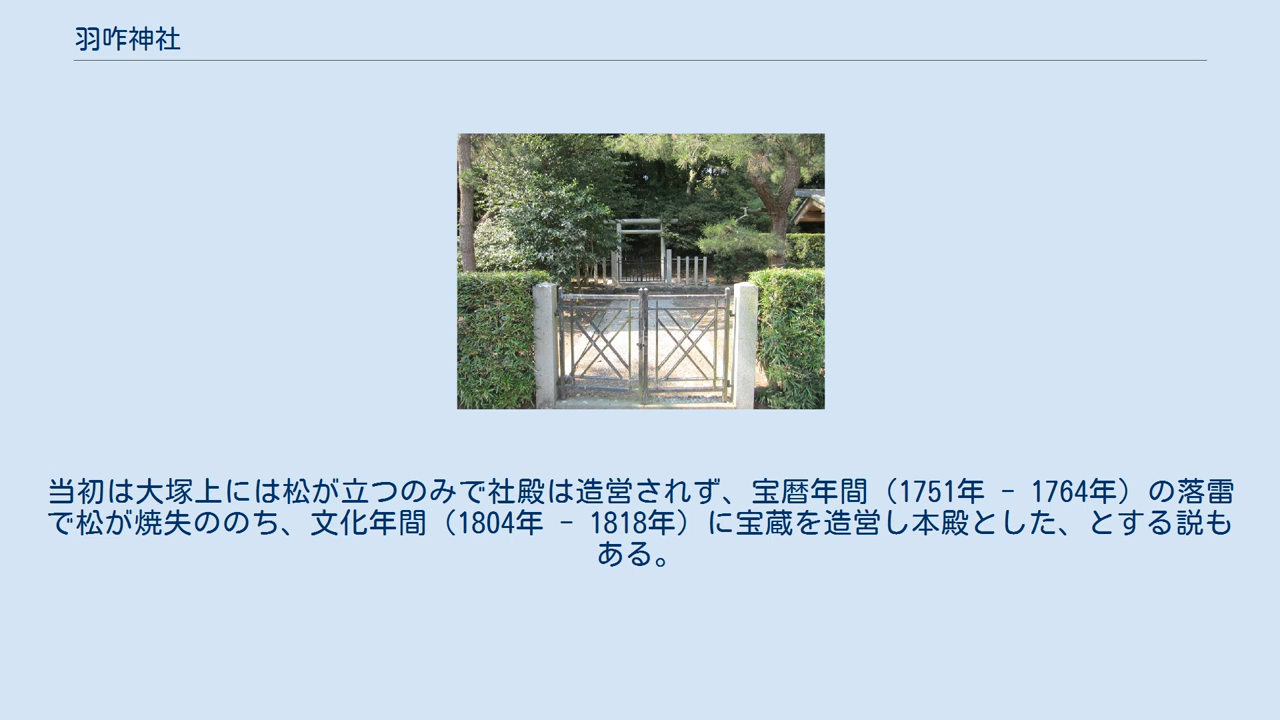 羽咋神社
当初は大塚上には松が立つのみで社殿は造営されず、宝暦年間（1751年 - 1764年）の落雷
で松が焼失ののち、文化年間（1804年 - 1818年）に宝蔵を造営し本殿とした、とする説も
ある。